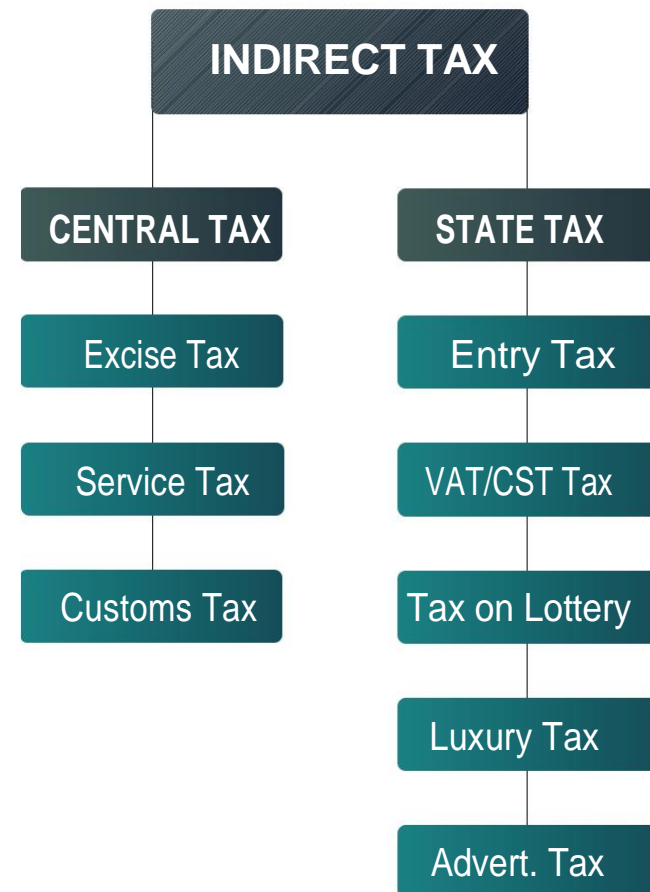 INDIRECT TAX
CENTRAL TAX
Excise Tax
Service Tax
Customs Tax
STATE TAX
Entry Tax
VAT/CST Tax
Tax on Lottery
Luxury Tax
Advert. Tax